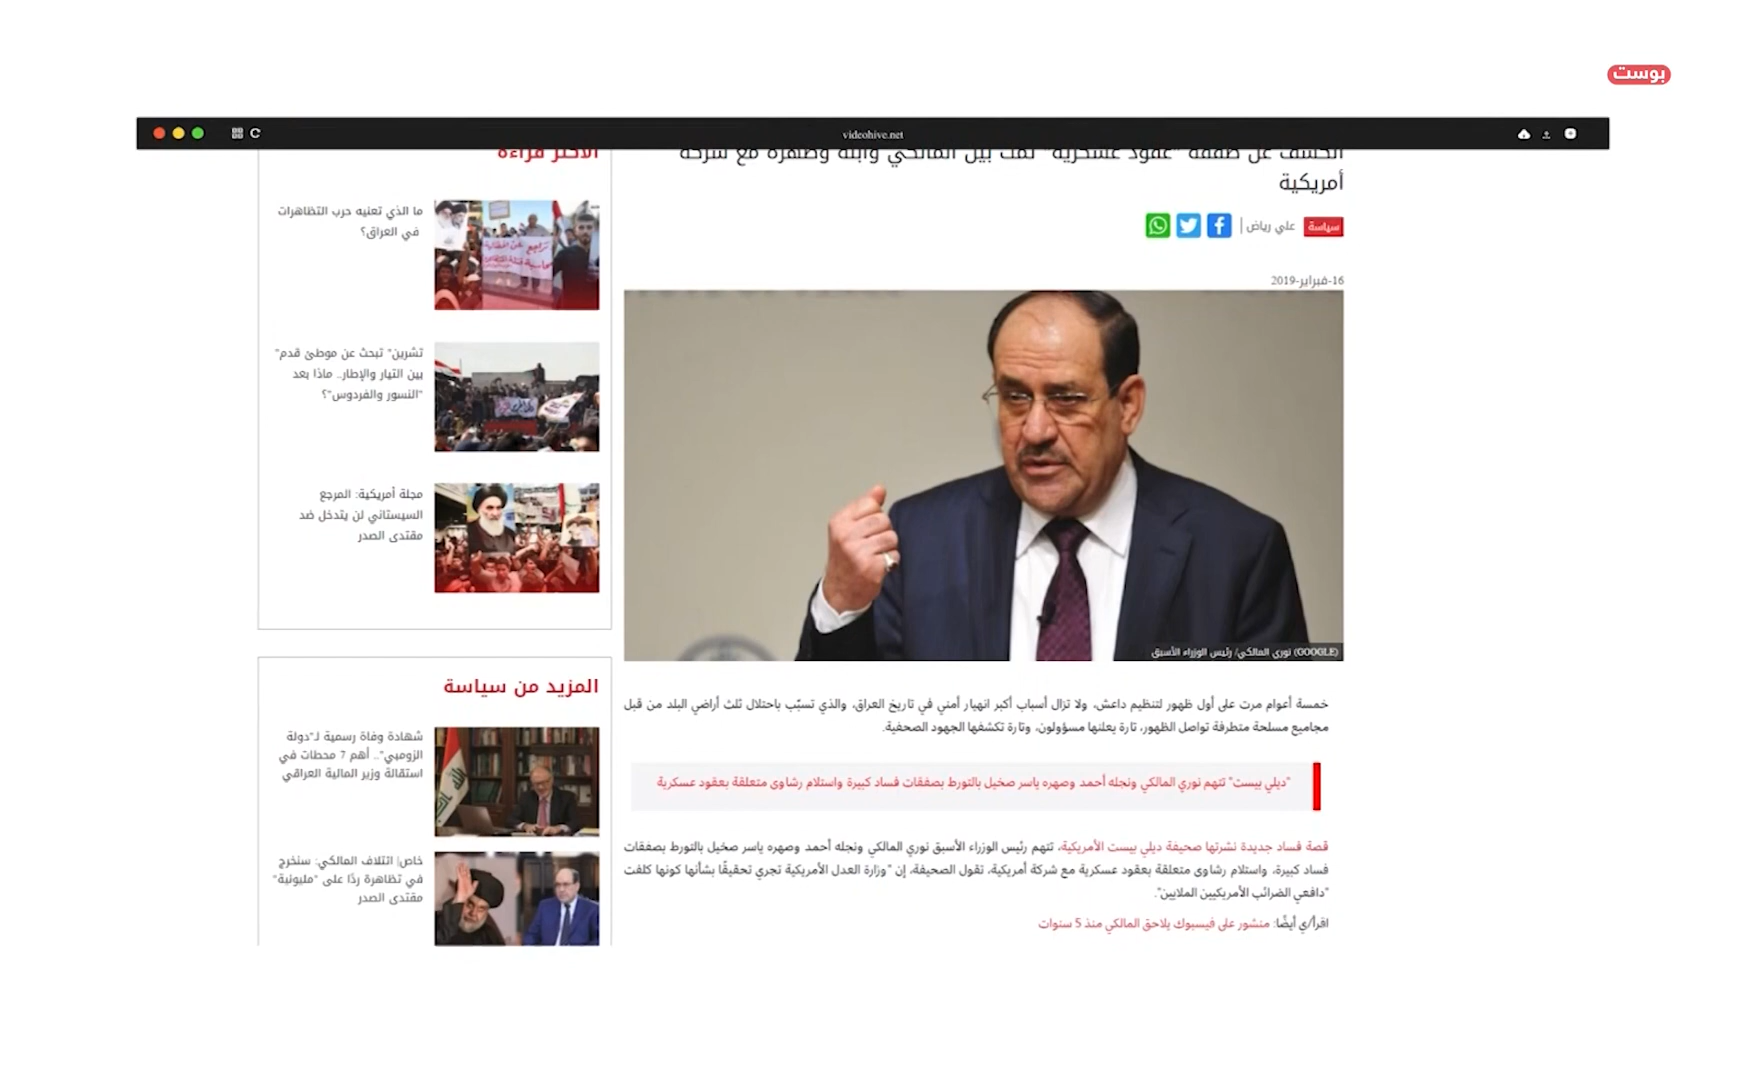 بوست
videohive.net
الكشف عن صفقة "عقود عسكرية" تمت بين المالكي وابنه وصهره مع شركة
أمريكية
سياسة
علي رياض |
16-فبراير-2019
(GOOGLE) نوري المالكي/ رئيس الوزراء الأسبق
خمسة أعوام مرت على أول ظهور لتنظيم داعش، ولا تزال أسباب أكبر انهيار أمني في تاريخ العراق، والذي تسبّب باحتلال ثلث أراضي البلد من قبل
مجاميع مسلحة متطرفة تواصل الظهور، تارة يعلنها مسؤولون، وتارة تكشفها الجهود الصحفية.
"ديلي بيست" تتهم نوري المالكي ونجله أحمد وصهره ياسر صخيل بالتورط بصفقات فساد كبيرة واستلام رشاوى متعلقة بعقود عسكرية
قصة فساد جديدة نشرتها صحيفة ديلي بيست الأمريكية، تتهم رئيس الوزراء الأسبق نوري المالكي ونجله أحمد وصهره ياسر صخيل بالتورط بصفقات
فساد كبيرة، واستلام رشاوى متعلقة بعقود عسكرية مع شركة أمريكية، تقول الصحيفة، إن "وزارة العدل الأمريكية تجري تحقيقًا بشأنها كونها كلفت
دافعي الضرائب الأمريكيين الملايين".
اقرأ/ي أيضًا: منشور على فيسبوك يلاحق المالكي منذ 5 سنوات
الأكثر قراءة
ما الذي تعنيه حرب التظاهرات
في العراق؟
تشرين" تبحث عن موطئ قدم"
بين التيار والإطار.. ماذا بعد
"النسور والفردوس"؟
مجلة أمريكية: المرجع
السيستاني لن يتدخل ضد
مقتدى الصدر
المزيد من سياسة
شهادة وفاة رسمية لـ"دولة
الزومبي".. أهم 7 محطات في
استقالة وزير المالية العراقي
خاص| ائتلاف المالكي: سنخرج
في تظاهرة ردًا على "مليونية"
مقتدى الصدر